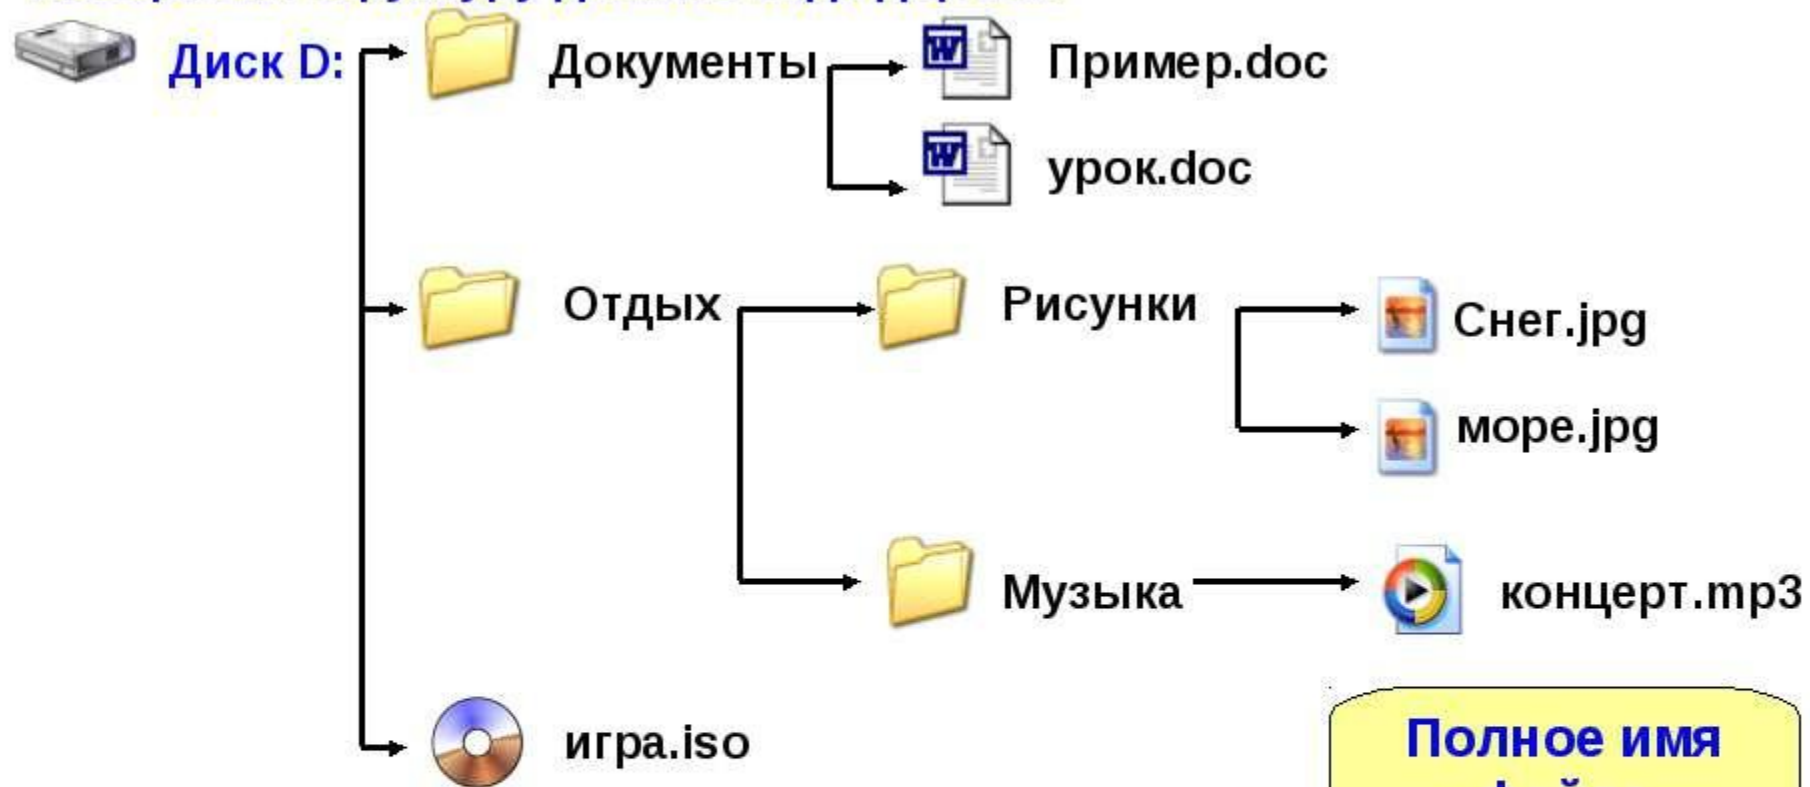 Диск D:
Документы
Пример.doc
урок.doc
Отдых
Рисунки
Снег.jpg
море.jpg
Музыка
концерт.mp3
игра.iso
Полное имя